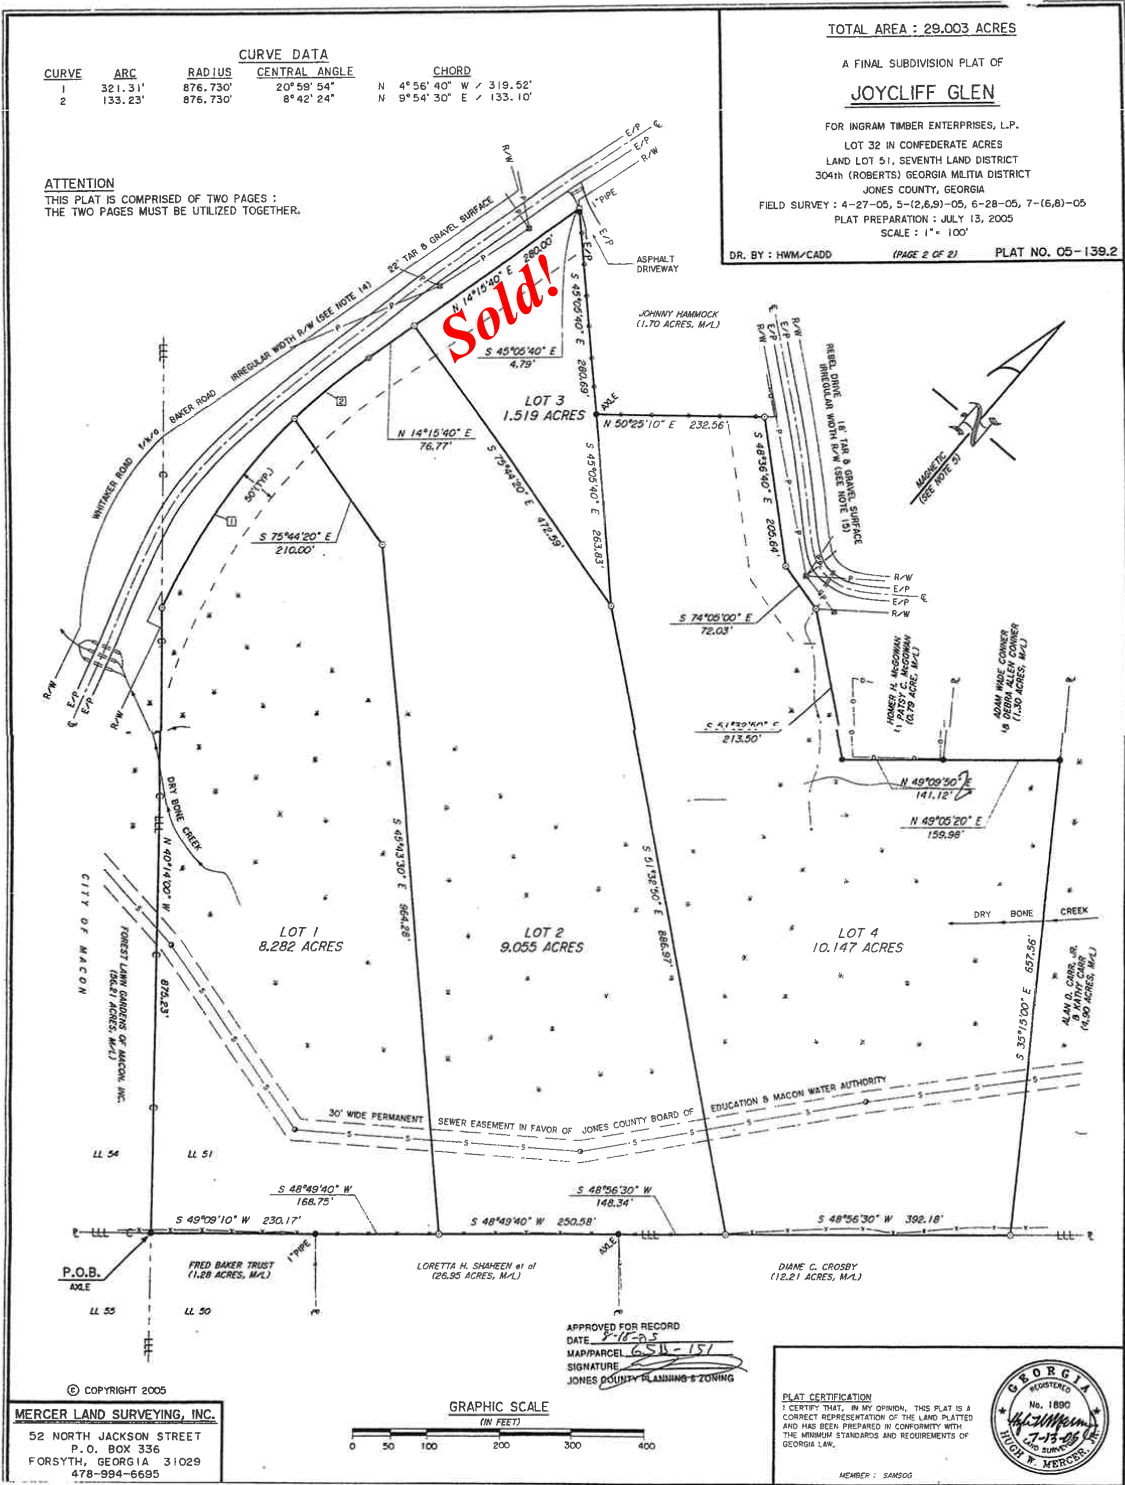 TOTAL AREA : 29.003 ACRES
A FINAL SUBDIVISION PLAT OF
JOYCLIFF GLEN
FOR INGRAM TIMBER ENTERPRISES, L.P.
LOT 32 IN CONFEDERATE ACRES
LAND LOT 51, SEVENTH LAND DISTRICT
304th (ROBERTS) GEORGIA MILITIA DISTRICT
JONES COUNTY, GEORGIA
FIELD SURVEY : 4-27-05, 5-(2,6,9)-05, 6-28-05, 7-(6,8)-05
PLAT PREPARATION : JULY 13, 2005
SCALE : 1"= 100'
DR. BY : HWM/CADD
(PAGE 2 OF 2)
PLAT NO. 05-139.2
CURVE DATA
CURVE ARC RADIUS CENTRAL ANGLE CHORD
1 321.31' 876.730' 20°59'54" N 4°56'40" W / 319.52'
2 133.23' 876.730' 8°42'24" N 9°54'30" E / 133.10'
ATTENTION
THIS PLAT IS COMPRISED OF TWO PAGES :
THE TWO PAGES MUST BE UTILIZED TOGETHER.
R/W
E/P
E/P
R/W
1"PIPE
E/P
E/P
ASPHALT
DRIVEWAY
22' TAR & GRAVEL SURFACE
IRREGULAR WIDTH R/W (SEE NOTE 14)
WHITAKER ROAD f/k/a BAKER ROAD
N 14°15'40" E 280.00'
Sold!
S 45°05'40" E
4.79'
S 45°05'40" E 280.69'
JOHNNY HAMMOCK
(1.70 ACRES, M/L)
LOT 3
1.519 ACRES
AXLE
N 50°25'10" E 232.56'
R/W
E/P
E/P
R/W
REBEL DRIVE 18' TAR & GRAVEL SURFACE
IRREGULAR WIDTH R/W (SEE NOTE 15)
MAGNETIC
(SEE NOTE 5)
2
N 14°15'40" E
76.77'
S 75°44'20" E 472.59'
S 45°05'40" E 263.83'
S 48°36'40" E 205.64'
50'(TYP.)
1
S 75°44'20" E
210.00'
R/W
E/P
E/P
R/W
S 74°05'00" E
72.03'
HOMER H. McGOWAN
PATSY C. McGOWAN
(0.79 ACRE, M/L)
ADAM WADE CONNER
& DEBRA ALLEN CONNER
(1.30 ACRES, M/L)
R/W
E/P
E/P
R/W
213.50'
N 49°09'50" E
141.12'
N 49°05'20" E
159.98'
DRY BONE CREEK
N 40°14'00" W 875.23'
S 45°43'30" E 964.28'
S 51°32'50" E 886.97'
CITY OF MACON
FOREST LAWN GARDENS OF MACON, INC.
(56.21 ACRES, M/L)
LOT 1
8.282 ACRES
LOT 2
9.055 ACRES
LOT 4
10.147 ACRES
DRY BONE CREEK
S 35°15'00" E 657.56'
ALAN D. CARR, JR.
& KATHY CARR
(4.90 ACRES, M/L)
30' WIDE PERMANENT SEWER EASEMENT IN FAVOR OF JONES COUNTY BOARD OF EDUCATION & MACON WATER AUTHORITY
LL 54
LL 51
S 48°49'40" W
168.75'
S 48°56'30" W
148.34'
S 49°09'10" W 230.17'
S 48°49'40" W 250.58'
S 48°56'30" W 392.18'
P.O.B.
AXLE
1"PIPE
AXLE
FRED BAKER TRUST
(1.28 ACRES, M/L)
LORETTA H. SHAHEEN et al
(26.95 ACRES, M/L)
DIANE C. CROSBY
(12.21 ACRES, M/L)
LL 55
LL 50
APPROVED FOR RECORD
DATE 8-18-05
MAP/PARCEL
SIGNATURE
JONES COUNTY PLANNING & ZONING
© COPYRIGHT 2005
MERCER LAND SURVEYING, INC.
52 NORTH JACKSON STREET
P.O. BOX 336
FORSYTH, GEORGIA 31029
478-994-6695
GRAPHIC SCALE
(IN FEET)
0 50 100 200 300 400
PLAT CERTIFICATION
I CERTIFY THAT, IN MY OPINION, THIS PLAT IS A
CORRECT REPRESENTATION OF THE LAND PLATTED
AND HAS BEEN PREPARED IN CONFORMITY WITH
THE MINIMUM STANDARDS AND REQUIREMENTS OF
GEORGIA LAW.
MEMBER : SAMSOG
GEORGIA
REGISTERED
No. 1890
7-13-05
LAND SURVEYOR
HUGH W. MERCER, JR.